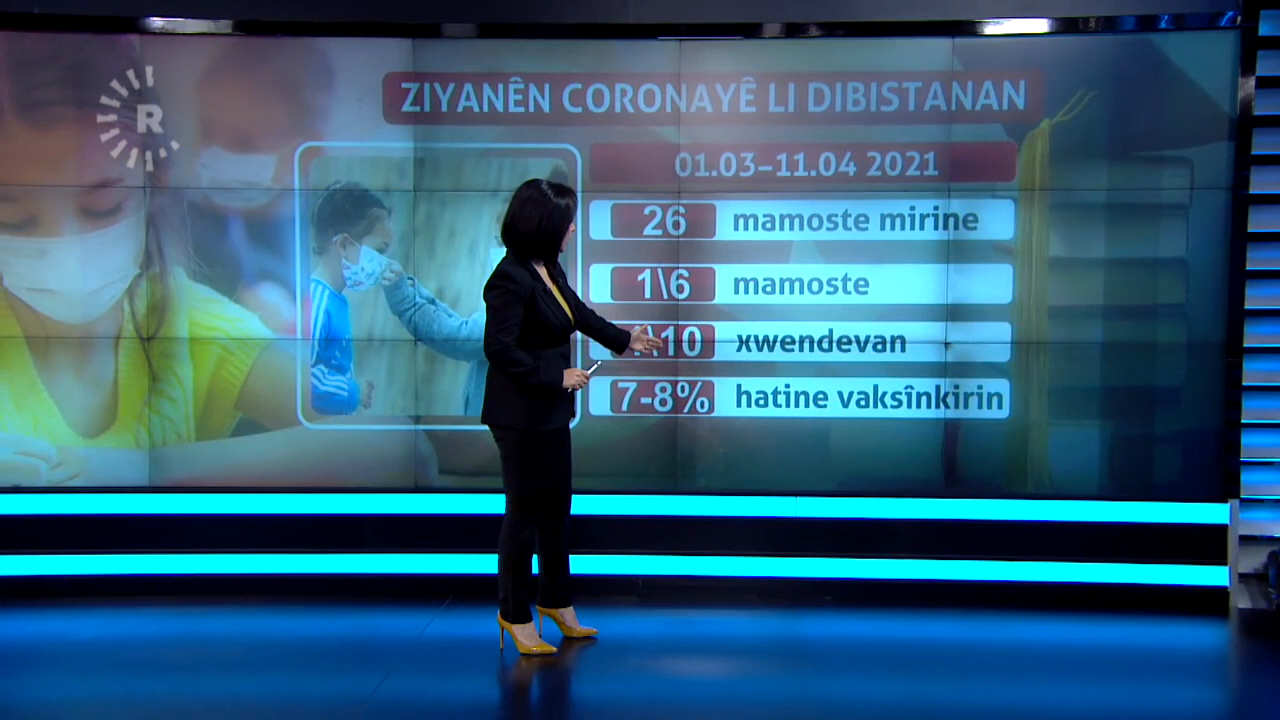 R
ZIYANÊN CORONAYÊ LI DIBISTANAN
01.03-11.04 2021
26 mamoste mirine
1\6 mamoste
\10 xwendevan
7-8% hatine vaksînkirin